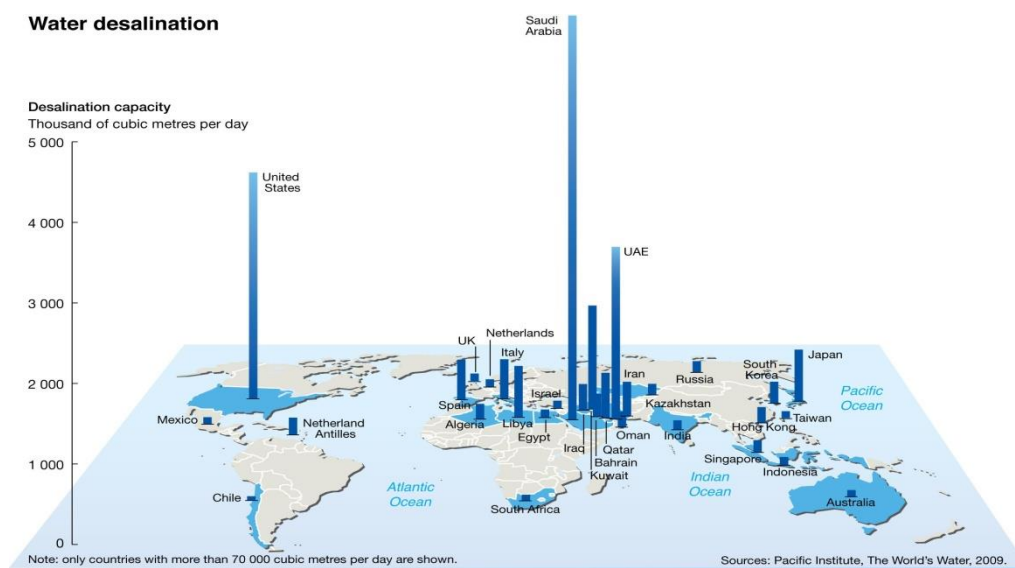 Water desalination
Saudi
Arabia
Desalination capacity
Thousand of cubic metres per day
5 000
4 000
3 000
2 000
1 000
0
United
States
UAE
UK
Netherlands
Italy
Spain
Algeria
Libya
Israel
Egypt
Iran
Iraq
Kuwait
Bahrain
Qatar
Oman
Kazakhstan
Russia
South
Korea
Japan
Taiwan
Hong Kong
India
Singapore
Indonesia
Australia
Mexico
Netherland
Antilles
Chile
South Africa
Atlantic
Ocean
Indian
Ocean
Pacific
Ocean
Note: only countries with more than 70 000 cubic metres per day are shown.
Sources: Pacific Institute, The World's Water, 2009.